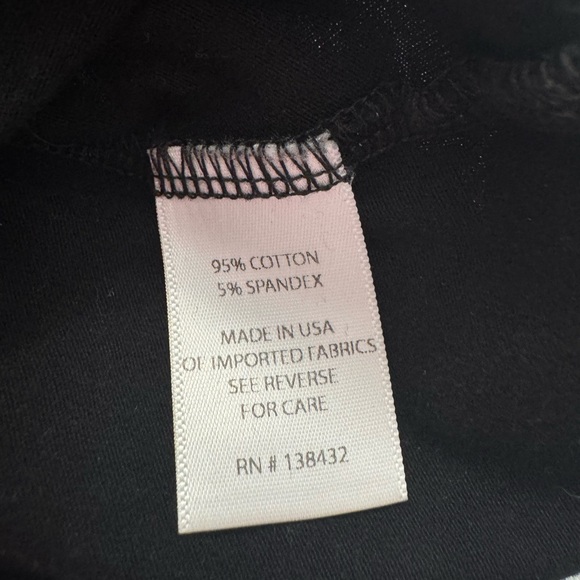 95% COTTON
5% SPANDEX
MADE IN USA
OF IMPORTED FABRICS
SEE REVERSE
FOR CARE
RN # 138432